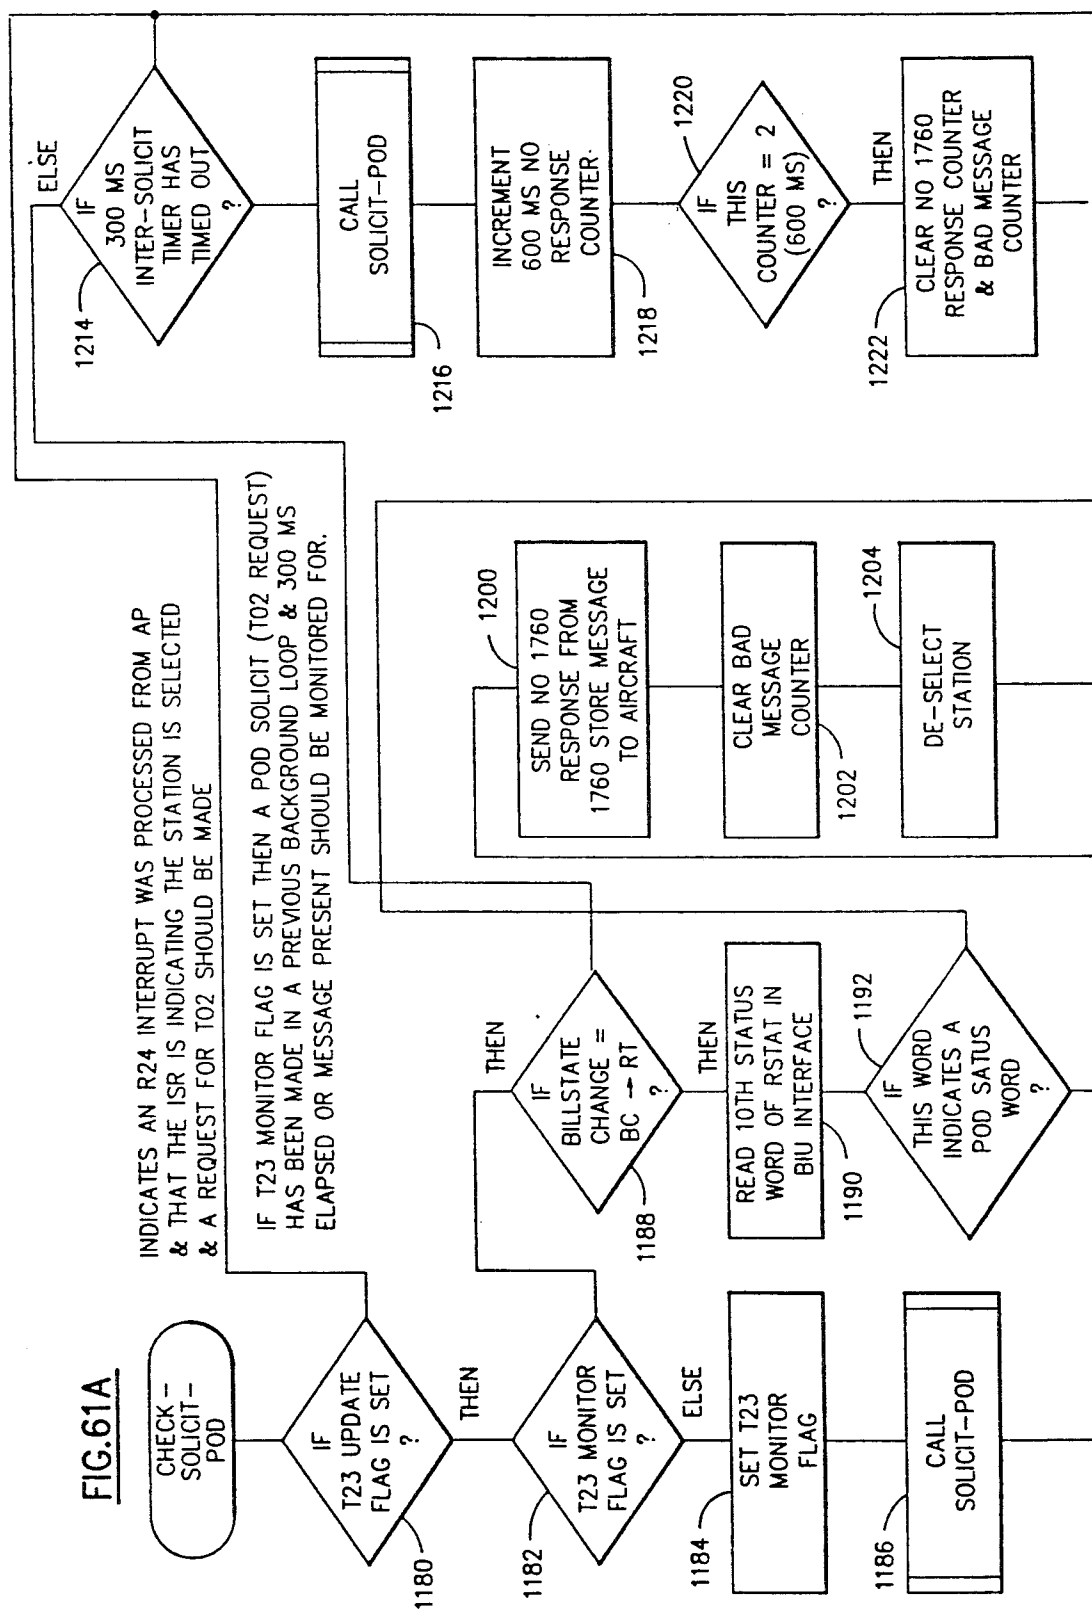 FIG.61A
CHECK-
SOLICIT-
POD
INDICATES AN R24 INTERRUPT WAS PROCESSED FROM AP
& THAT THE ISR IS INDICATING THE STATION IS SELECTED
& A REQUEST FOR T02 SHOULD BE MADE
IF
T23 UPDATE
FLAG IS SET
?
1180
THEN
IF T23 MONITOR FLAG IS SET THEN A POD SOLICIT (T02 REQUEST)
HAS BEEN MADE IN A PREVIOUS BACKGROUND LOOP & 300 MS
ELAPSED OR MESSAGE PRESENT SHOULD BE MONITORED FOR.
IF
T23 MONITOR
FLAG IS SET
?
1182
ELSE
SET T23
MONITOR
FLAG
1184
CALL
SOLICIT-POD
1186
THEN
IF
BILLSTATE
CHANGE =
BC → RT
?
1188
THEN
READ 10TH STATUS
WORD OF RSTAT IN
BIU INTERFACE
1190
IF
THIS WORD
INDICATES A
POD SATUS
WORD
?
1192
SEND NO 1760
RESPONSE FROM
1760 STORE MESSAGE
TO AIRCRAFT
1200
CLEAR BAD
MESSAGE
COUNTER
1202
DE-SELECT
STATION
1204
ELSE
IF
300 MS
INTER-SOLICIT
TIMER HAS
TIMED OUT
?
1214
CALL
SOLICIT-POD
1216
INCREMENT
600 MS NO
RESPONSE
COUNTER.
1218
IF
THIS
COUNTER = 2
(600 MS)
?
1220
THEN
CLEAR NO 1760
RESPONSE COUNTER
& BAD MESSAGE
COUNTER
1222